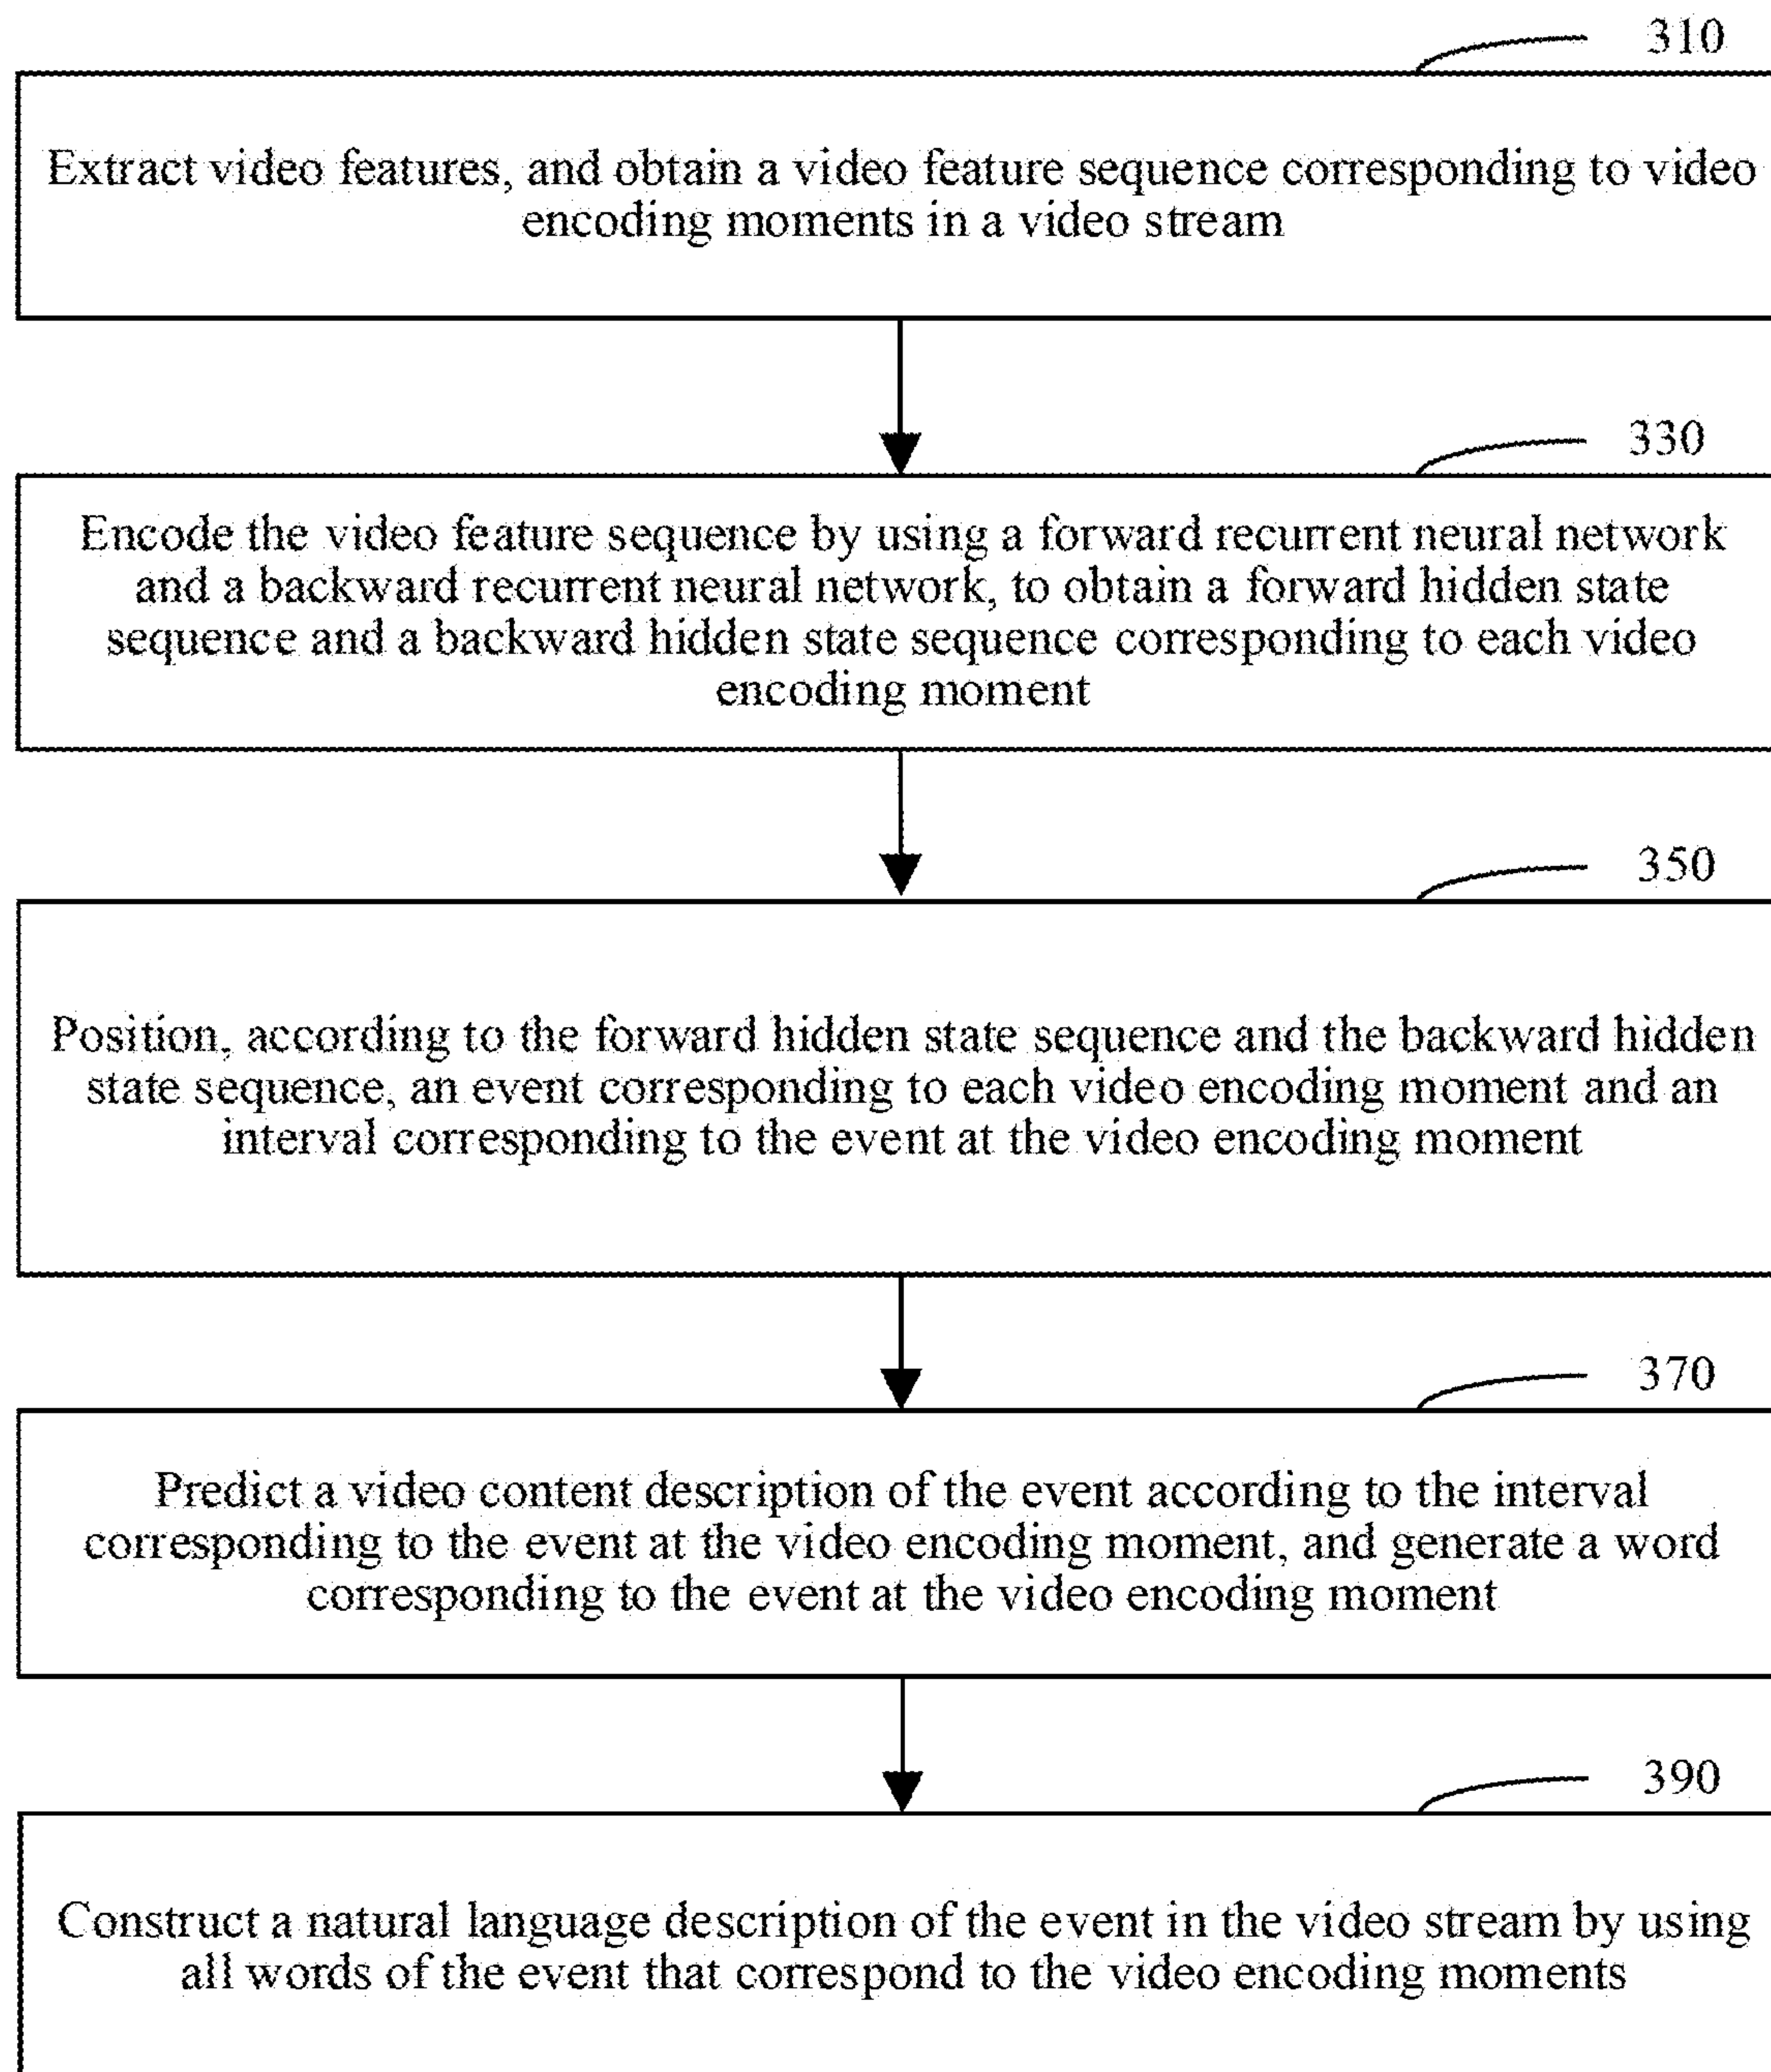 310
Extract video features, and obtain a video feature sequence corresponding to video
encoding moments in a video stream
330
Encode the video feature sequence by using a forward recurrent neural network
and a backward recurrent neural network, to obtain a forward hidden state
sequence and a backward hidden state sequence corresponding to each video
encoding moment
350
Position, according to the forward hidden state sequence and the backward hidden
state sequence, an event corresponding to each video encoding moment and an
interval corresponding to the event at the video encoding moment
370
Predict a video content description of the event according to the interval
corresponding to the event at the video encoding moment, and generate a word
corresponding to the event at the video encoding moment
390
Construct a natural language description of the event in the video stream by using
all words of the event that correspond to the video encoding moments